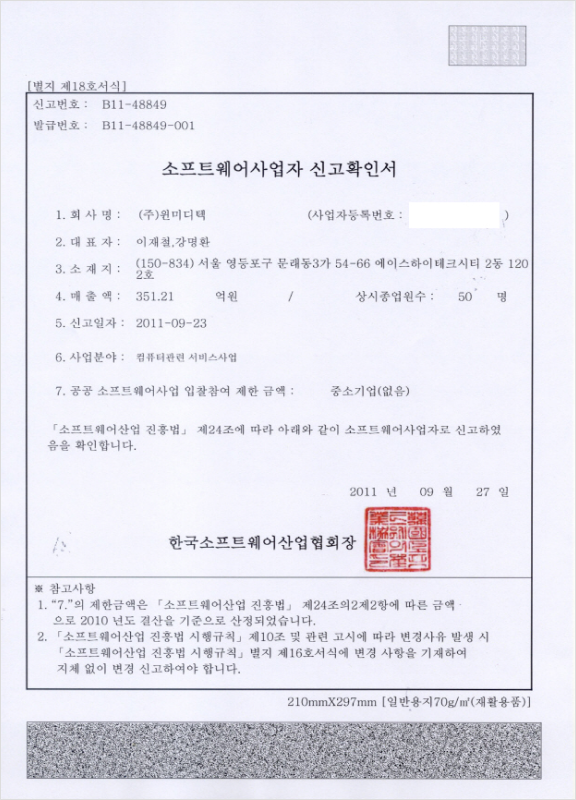 [별지 제18호서식]
신고번호 : B11-48849
발급번호 : B11-48849-001
소프트웨어사업자 신고확인서
1. 회 사 명 : (주)윈미디텍 (사업자등록번호 : )
2. 대 표 자 : 이재철,강명환
3. 소 재 지 : (150-834) 서울 영등포구 문래동3가 54-66 에이스하이테크시티 2동 120
2호
4. 매 출 액 : 351.21 억원 / 상시종업원수 : 50 명
5. 신고일자 : 2011-09-23
6. 사업분야 : 컴퓨터관련 서비스사업
7. 공공 소프트웨어사업 입찰참여 제한 금액 : 중소기업(없음)
「소프트웨어산업 진흥법」 제24조에 따라 아래와 같이 소프트웨어사업자로 신고하였
음을 확인합니다.
2011 년 09 월 27 일
한국소프트웨어산업협회장
※ 참고사항
1. "7."의 제한금액은 「소프트웨어산업 진흥법」 제24조의2제2항에 따른 금액
으로 2010 년도 결산을 기준으로 산정되었습니다.
2. 「소프트웨어산업 진흥법 시행규칙」제10조 및 관련 고시에 따라 변경사유 발생 시
「소프트웨어산업 진흥법 시행규칙」별지 제16호서식에 변경 사항을 기재하여
지체 없이 변경 신고하여야 합니다.
210mmX297mm [일반용지70g/㎡(재활용품)]